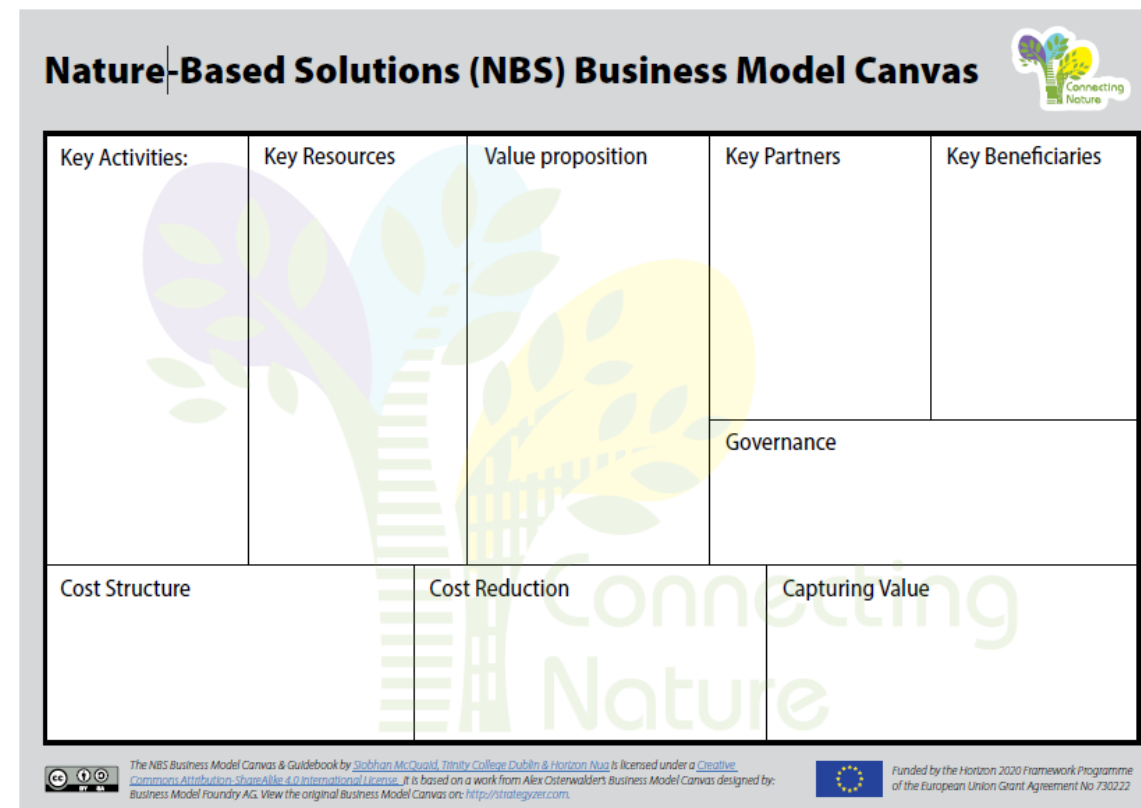 Nature-Based Solutions (NBS) Business Model Canvas
Connecting
Nature
Key Activities:
Key Resources
Value proposition
Key Partners
Key Beneficiaries
Governance
Cost Structure
Cost Reduction
Capturing Value
Connecting
Nature
cc BY SA
The NBS Business Model Canvas & Guidebook by Siobhan McQuaid, Trinity College Dublin & Horizon Nua is licensed under a Creative
Commons Attribution-ShareAlike 4.0 International License. It is based on a work from Alex Osterwalder's Business Model Canvas designed by:
Business Model Foundry AG. View the original Business Model Canvas on: http://strategyzer.com.
Funded by the Horizon 2020 Framework Programme
of the European Union Grant Agreement No 730222